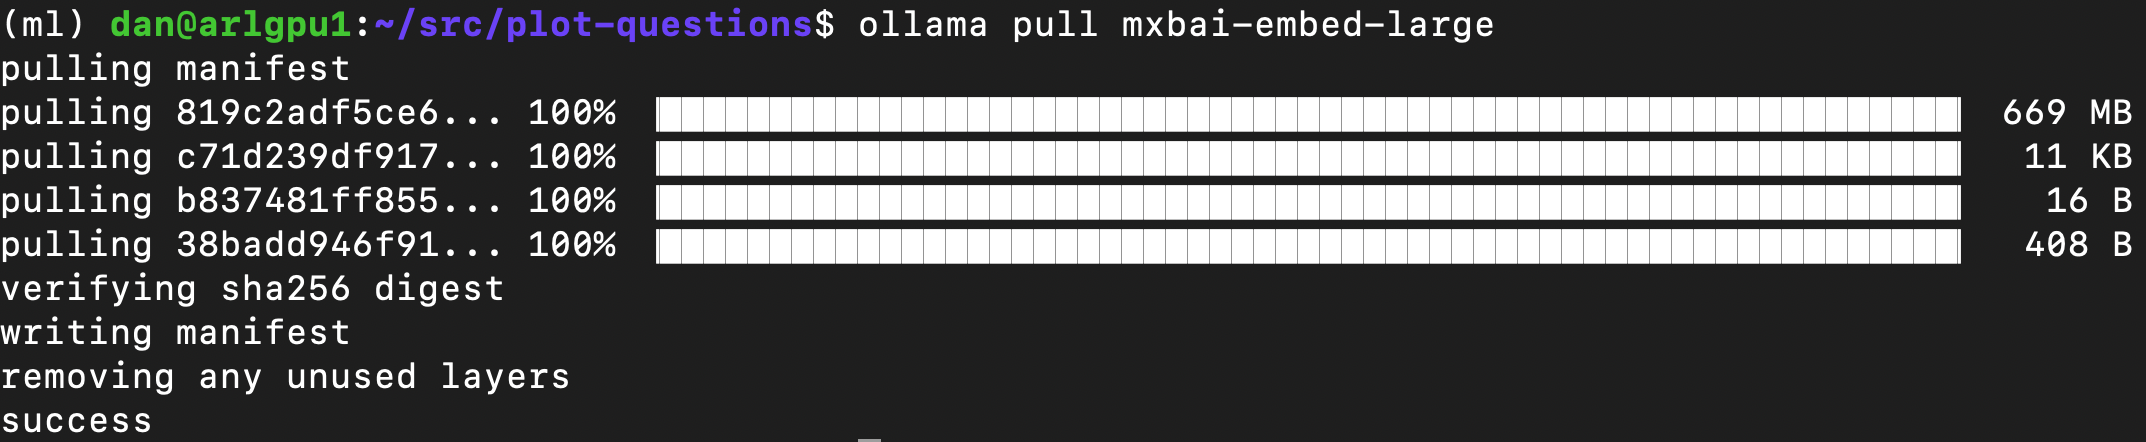 (ml) dan@arlgpu1:~/src/plot-questions$ ollama pull mxbai-embed-large
pulling manifest
pulling 819c2adf5ce6... 100% 669 MB
pulling c71d239df917... 100% 11 KB
pulling b837481ff855... 100% 16 B
pulling 38badd946f91... 100% 408 B
verifying sha256 digest
writing manifest
removing any unused layers
success